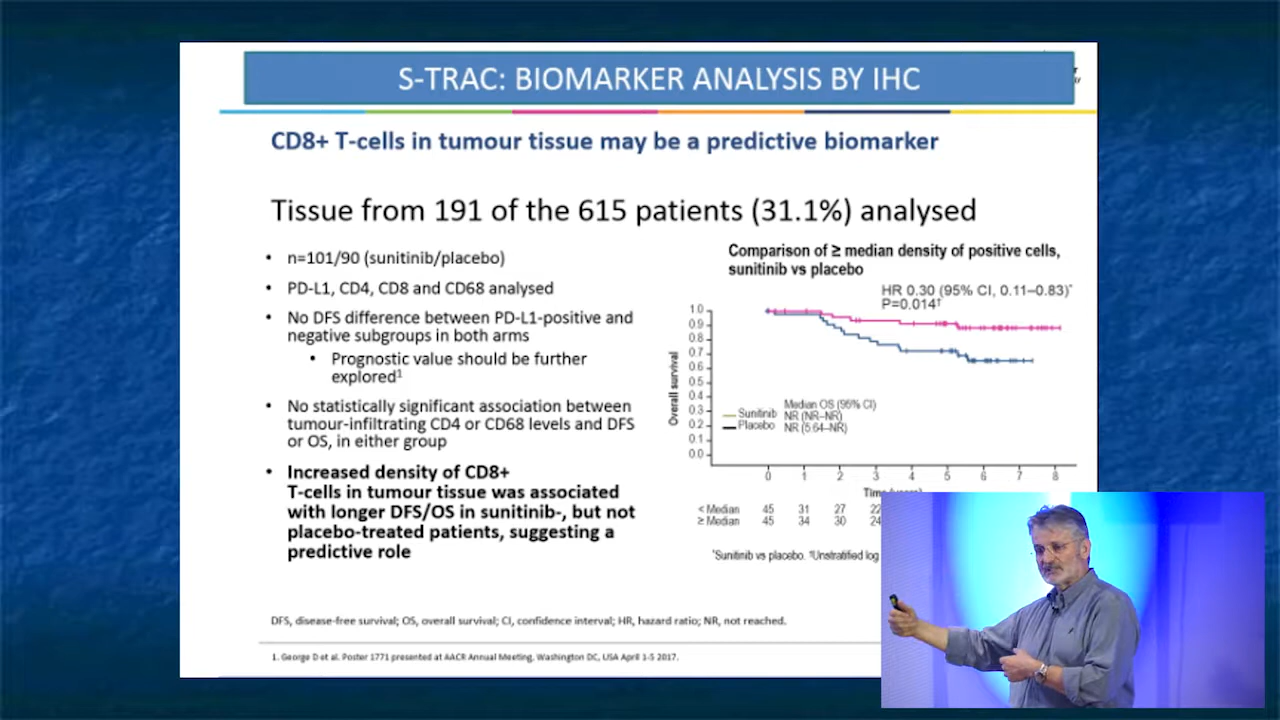 S-TRAC: BIOMARKER ANALYSIS BY IHC
CD8+ T-cells in tumour tissue may be a predictive biomarker
Tissue from 191 of the 615 patients (31.1%) analysed
• n=101/90 (sunitinib/placebo)
• PD-L1, CD4, CD8 and CD68 analysed
• No DFS difference between PD-L1-positive and
negative subgroups in both arms
• Prognostic value should be further
explored1
• No statistically significant association between
tumour-infiltrating CD4 or CD68 levels and DFS
or OS, in either group
• Increased density of CD8+
T-cells in tumour tissue was associated
with longer DFS/OS in sunitinib-, but not
placebo-treated patients, suggesting a
predictive role
Comparison of ≥ median density of positive cells,
sunitinib vs placebo
HR 0.30 (95% CI, 0.11–0.83)*
P=0.014†
Overall survival
1.0
0.9
0.8
0.7
0.6
0.5
0.4
0.3
0.2
0.1
0.0
Median OS (95% CI)
Sunitinib NR (NR–NR)
Placebo NR (5.64–NR)
0 1 2 3 4 5 6 7 8
< Median 45 31 27
≥ Median 45 34 30
*Sunitinib vs placebo. †Unstratified log
DFS, disease-free survival; OS, overall survival; CI, confidence interval; HR, hazard ratio; NR, not reached.
1. George D et al. Poster 1771 presented at AACR Annual Meeting, Washington DC, USA April 1-5 2017.